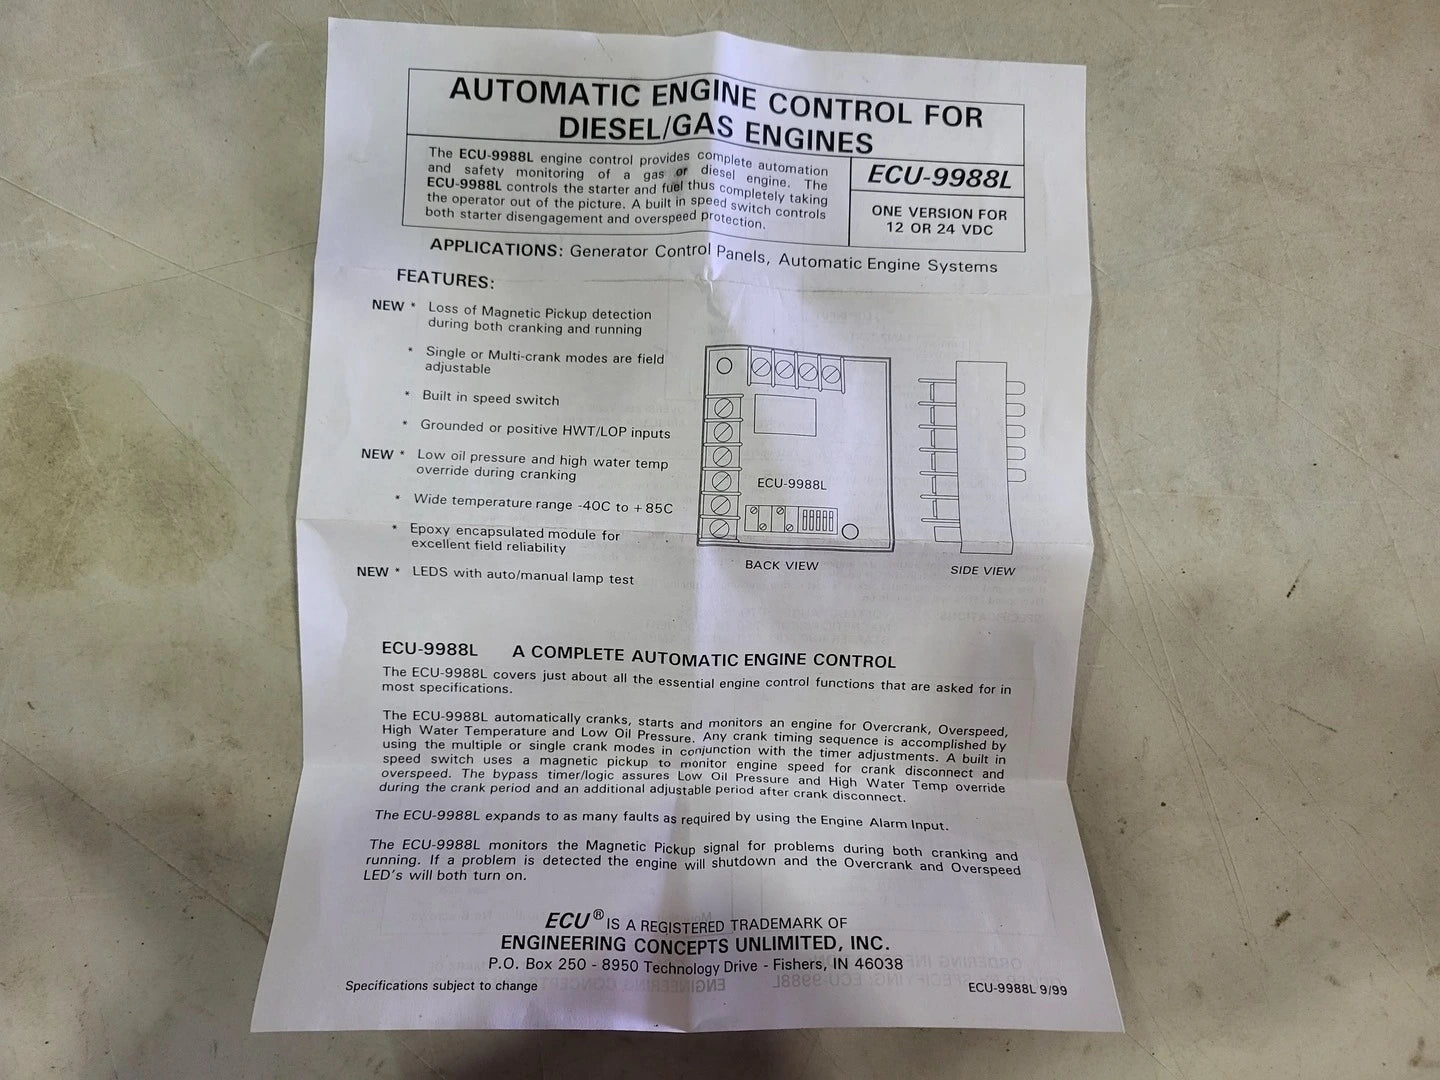 AUTOMATIC ENGINE CONTROL FOR
DIESEL/GAS ENGINES
The ECU-9988L engine control provides complete automation
and safety monitoring of a gas or diesel engine. The
ECU-9988L controls the starter and fuel thus completely taking
the operator out of the picture. A built in speed switch controls
both starter disengagement and overspeed protection.
ECU-9988L
ONE VERSION FOR
12 OR 24 VDC
APPLICATIONS: Generator Control Panels, Automatic Engine Systems
FEATURES:
NEW * Loss of Magnetic Pickup detection
during both cranking and running
* Single or Multi-crank modes are field
adjustable
* Built in speed switch
* Grounded or positive HWT/LOP inputs
NEW * Low oil pressure and high water temp
override during cranking
* Wide temperature range -40C to +85C
* Epoxy encapsulated module for
excellent field reliability
NEW * LEDS with auto/manual lamp test
ECU-9988L
BACK VIEW
SIDE VIEW
ECU-9988L A COMPLETE AUTOMATIC ENGINE CONTROL
The ECU-9988L covers just about all the essential engine control functions that are asked for in
most specifications.
The ECU-9988L automatically cranks, starts and monitors an engine for Overcrank, Overspeed,
High Water Temperature and Low Oil Pressure. Any crank timing sequence is accomplished by
using the multiple or single crank modes in conjunction with the timer adjustments. A built in
speed switch uses a magnetic pickup to monitor engine speed for crank disconnect and
overspeed. The bypass timer/logic assures Low Oil Pressure and High Water Temp override
during the crank period and an additional adjustable period after crank disconnect.
The ECU-9988L expands to as many faults as required by using the Engine Alarm Input.
The ECU-9988L monitors the Magnetic Pickup signal for problems during both cranking and
running. If a problem is detected the engine will shutdown and the Overcrank and Overspeed
LED's will both turn on.
ECU® IS A REGISTERED TRADEMARK OF
ENGINEERING CONCEPTS UNLIMITED, INC.
P.O. Box 250 - 8950 Technology Drive - Fishers, IN 46038
Specifications subject to change
ECU-9988L 9/99